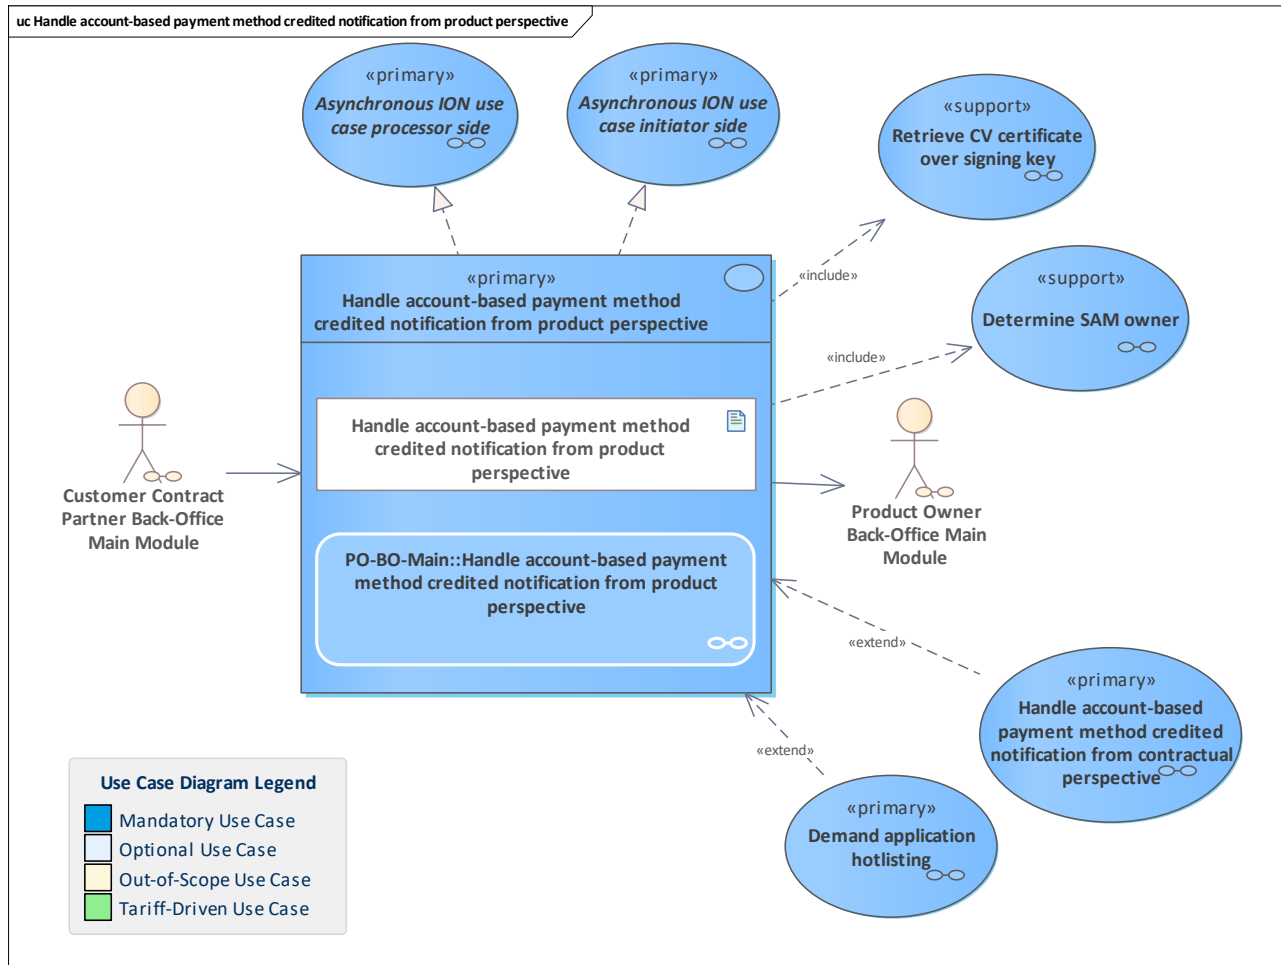 uc Handle account-based payment method credited notification from product perspective
«primary»
Asynchronous ION use
case processor side
«primary»
Asynchronous ION use
case initiator side
«support»
Retrieve CV certificate
over signing key
«include»
«support»
Determine SAM owner
«include»
«primary»
Handle account-based payment method
credited notification from product perspective
Handle account-based payment method
credited notification from product
perspective
PO-BO-Main::Handle account-based payment
method credited notification from product
perspective
Customer Contract
Partner Back-Office
Main Module
Product Owner
Back-Office Main
Module
«extend»
«primary»
Handle account-based
payment method credited
notification from contractual
perspective
«extend»
«primary»
Demand application
hotlisting
Use Case Diagram Legend
Mandatory Use Case
Optional Use Case
Out-of-Scope Use Case
Tariff-Driven Use Case